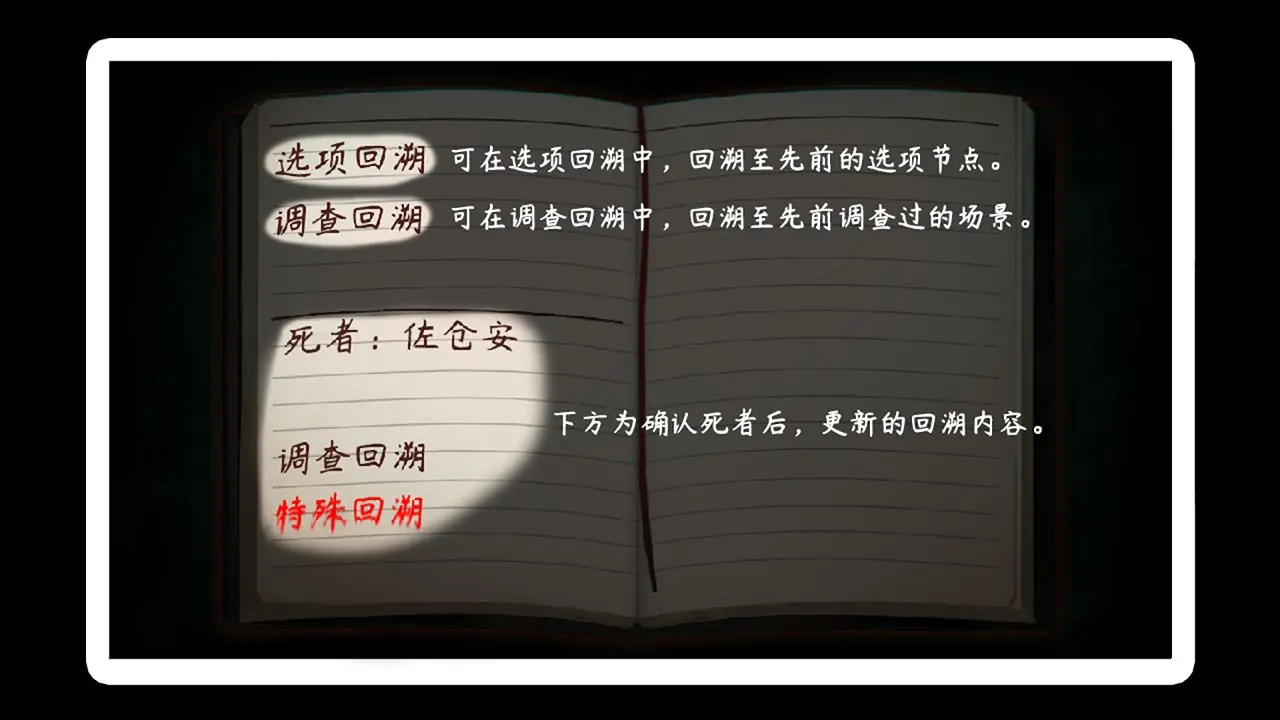 选项回溯 可在选项回溯中，回溯至先前的选项节点。
调查回溯 可在调查回溯中，回溯至先前调查过的场景。
死者：佐仓安
下方为确认死者后，更新的回溯内容。
调查回溯
特殊回溯